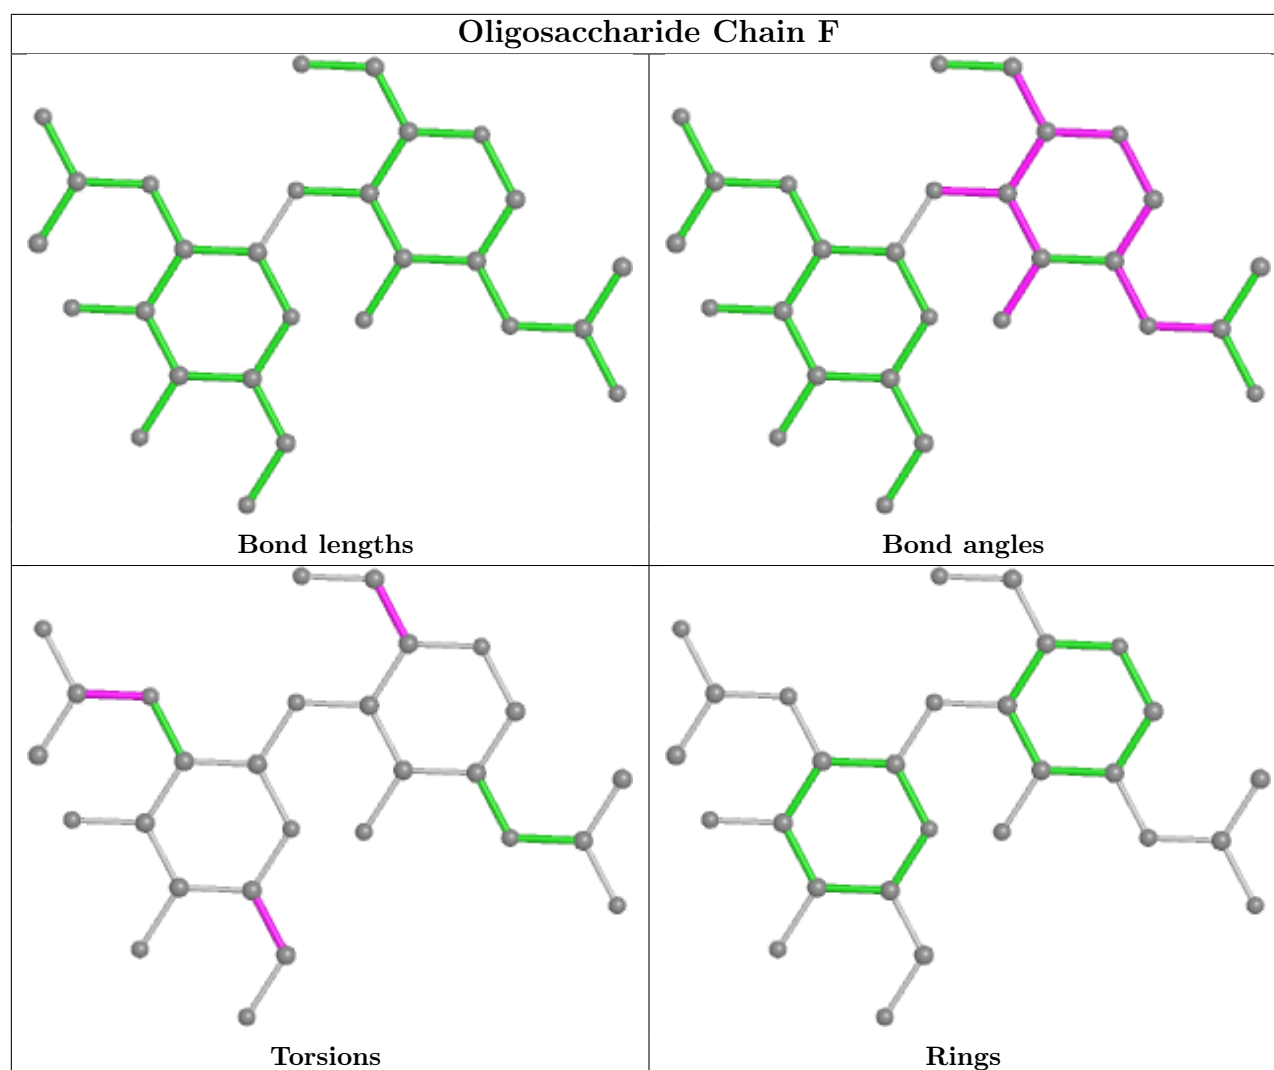 Oligosaccharide Chain F
Bond lengths
Bond angles
Torsions
Rings